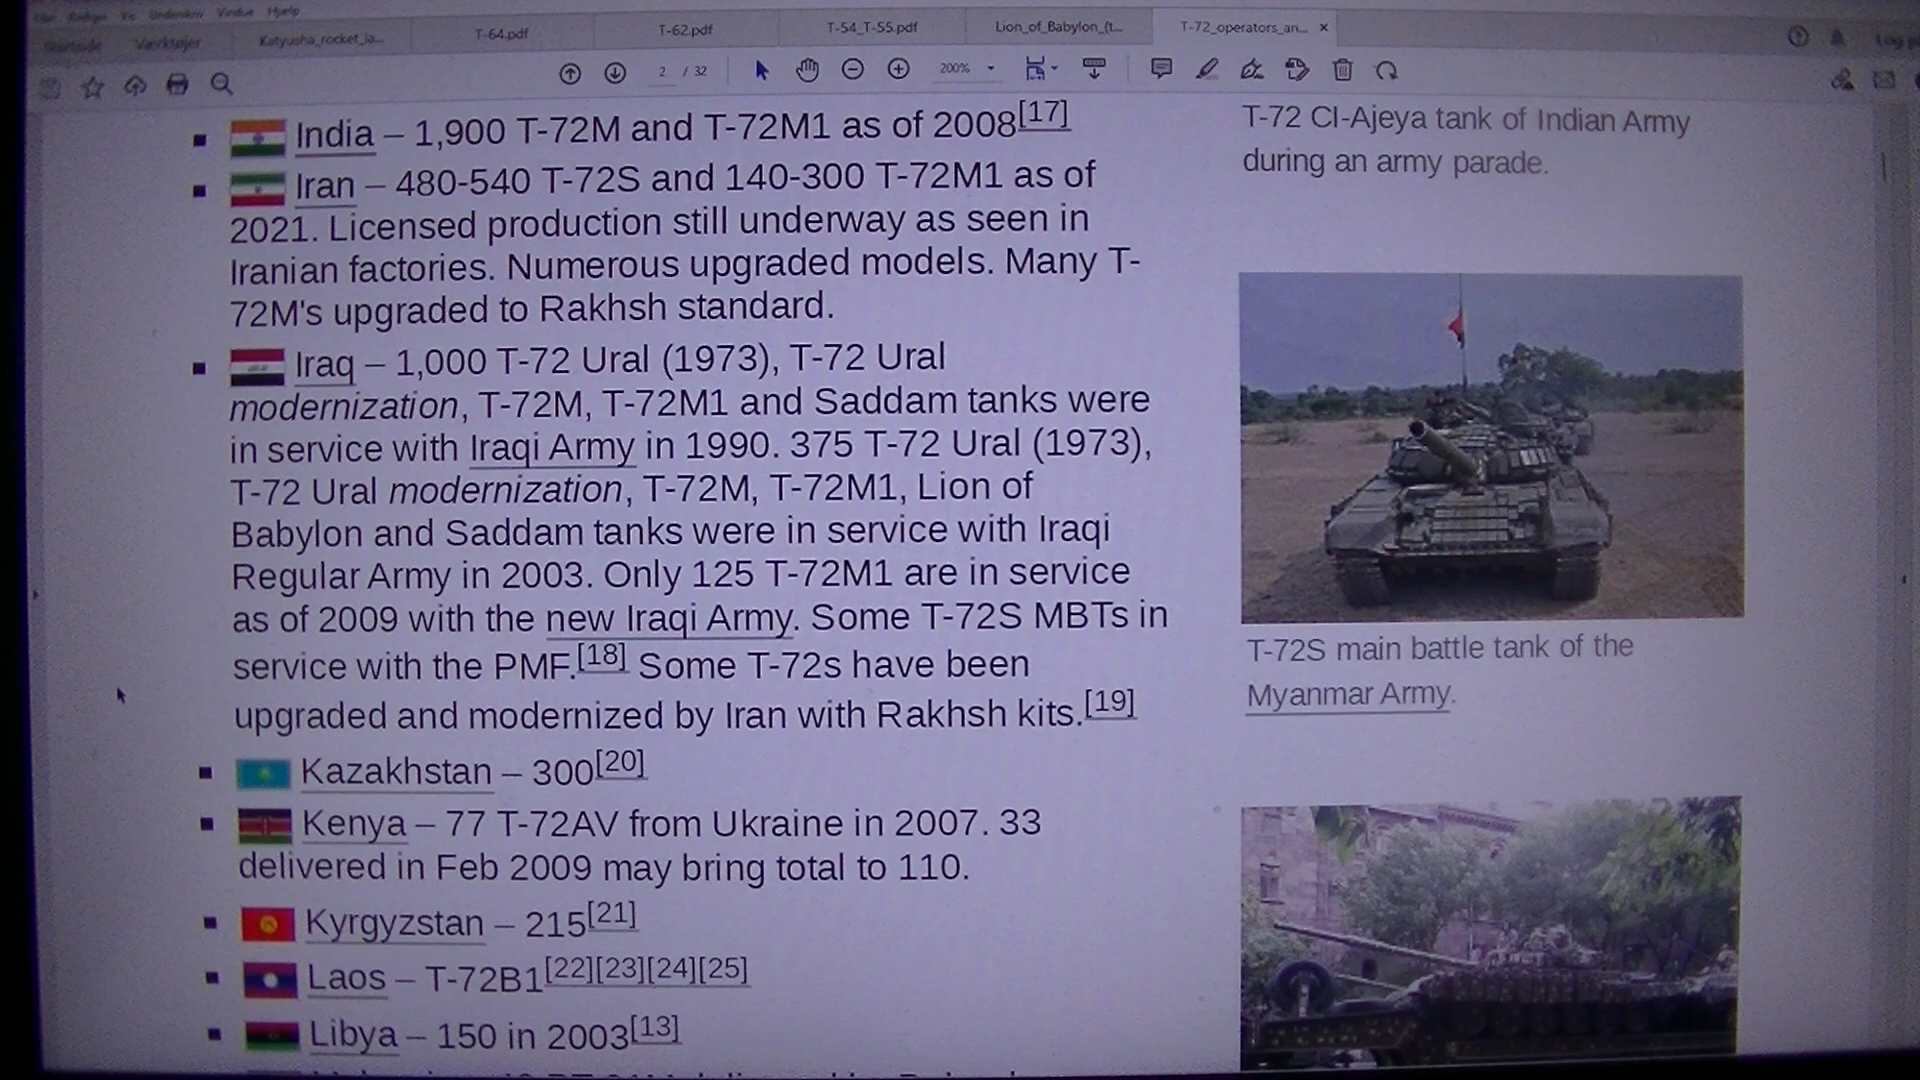 Vindue Hjælp
Startside Værktøjer Katyusha_rocket_la... T-64.pdf T-62.pdf T-54_T-55.pdf Lion_of_Babylon_(t... T-72_operators_an... ×
2 / 32 200%
India – 1,900 T-72M and T-72M1 as of 2008[17]
Iran – 480-540 T-72S and 140-300 T-72M1 as of
2021. Licensed production still underway as seen in
Iranian factories. Numerous upgraded models. Many T-
72M's upgraded to Rakhsh standard.
Iraq – 1,000 T-72 Ural (1973), T-72 Ural
modernization, T-72M, T-72M1 and Saddam tanks were
in service with Iraqi Army in 1990. 375 T-72 Ural (1973),
T-72 Ural modernization, T-72M, T-72M1, Lion of
Babylon and Saddam tanks were in service with Iraqi
Regular Army in 2003. Only 125 T-72M1 are in service
as of 2009 with the new Iraqi Army. Some T-72S MBTs in
service with the PMF.[18] Some T-72s have been
upgraded and modernized by Iran with Rakhsh kits.[19]
Kazakhstan – 300[20]
Kenya – 77 T-72AV from Ukraine in 2007. 33
delivered in Feb 2009 may bring total to 110.
Kyrgyzstan – 215[21]
Laos – T-72B1[22][23][24][25]
Libya – 150 in 2003[13]
T-72 CI-Ajeya tank of Indian Army
during an army parade.
T-72S main battle tank of the
Myanmar Army.